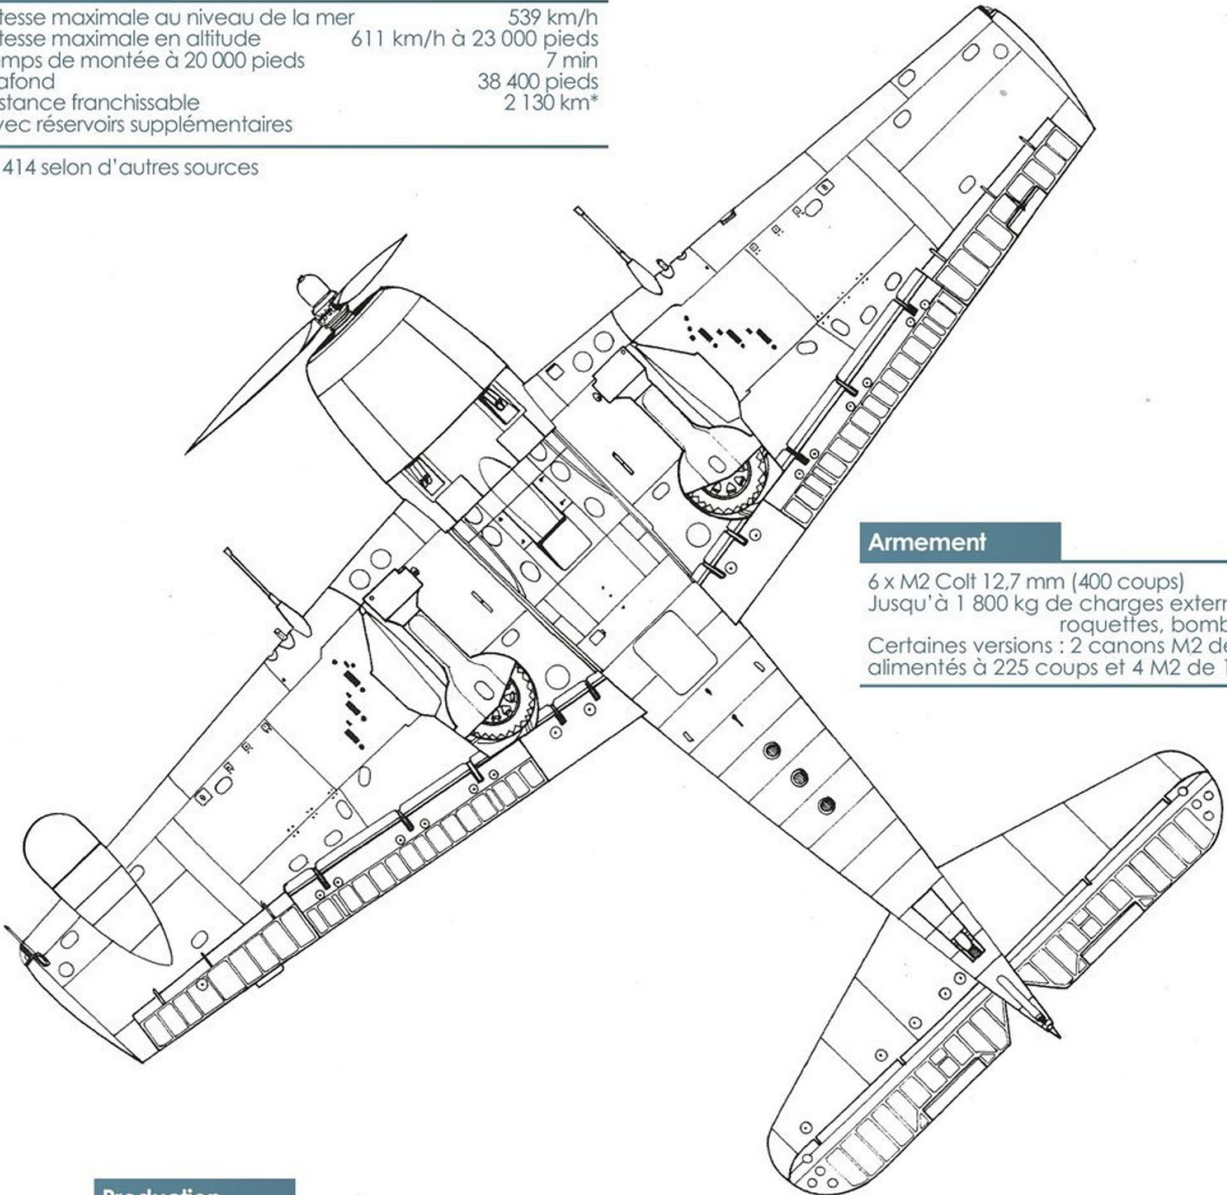 tesse maximale au niveau de la mer 539 km/h
tesse maximale en altitude 611 km/h à 23 000 pieds
mps de montée à 20 000 pieds 7 min
afond 38 400 pieds
stance franchissable 2 130 km*
vec réservoirs supplémentaires
414 selon d'autres sources
Armement
6 x M2 Colt 12,7 mm (400 coups)
Jusqu'à 1 800 kg de charges extern
roquettes, bomb
Certaines versions : 2 canons M2 de
alimentés à 225 coups et 4 M2 de 1
Production